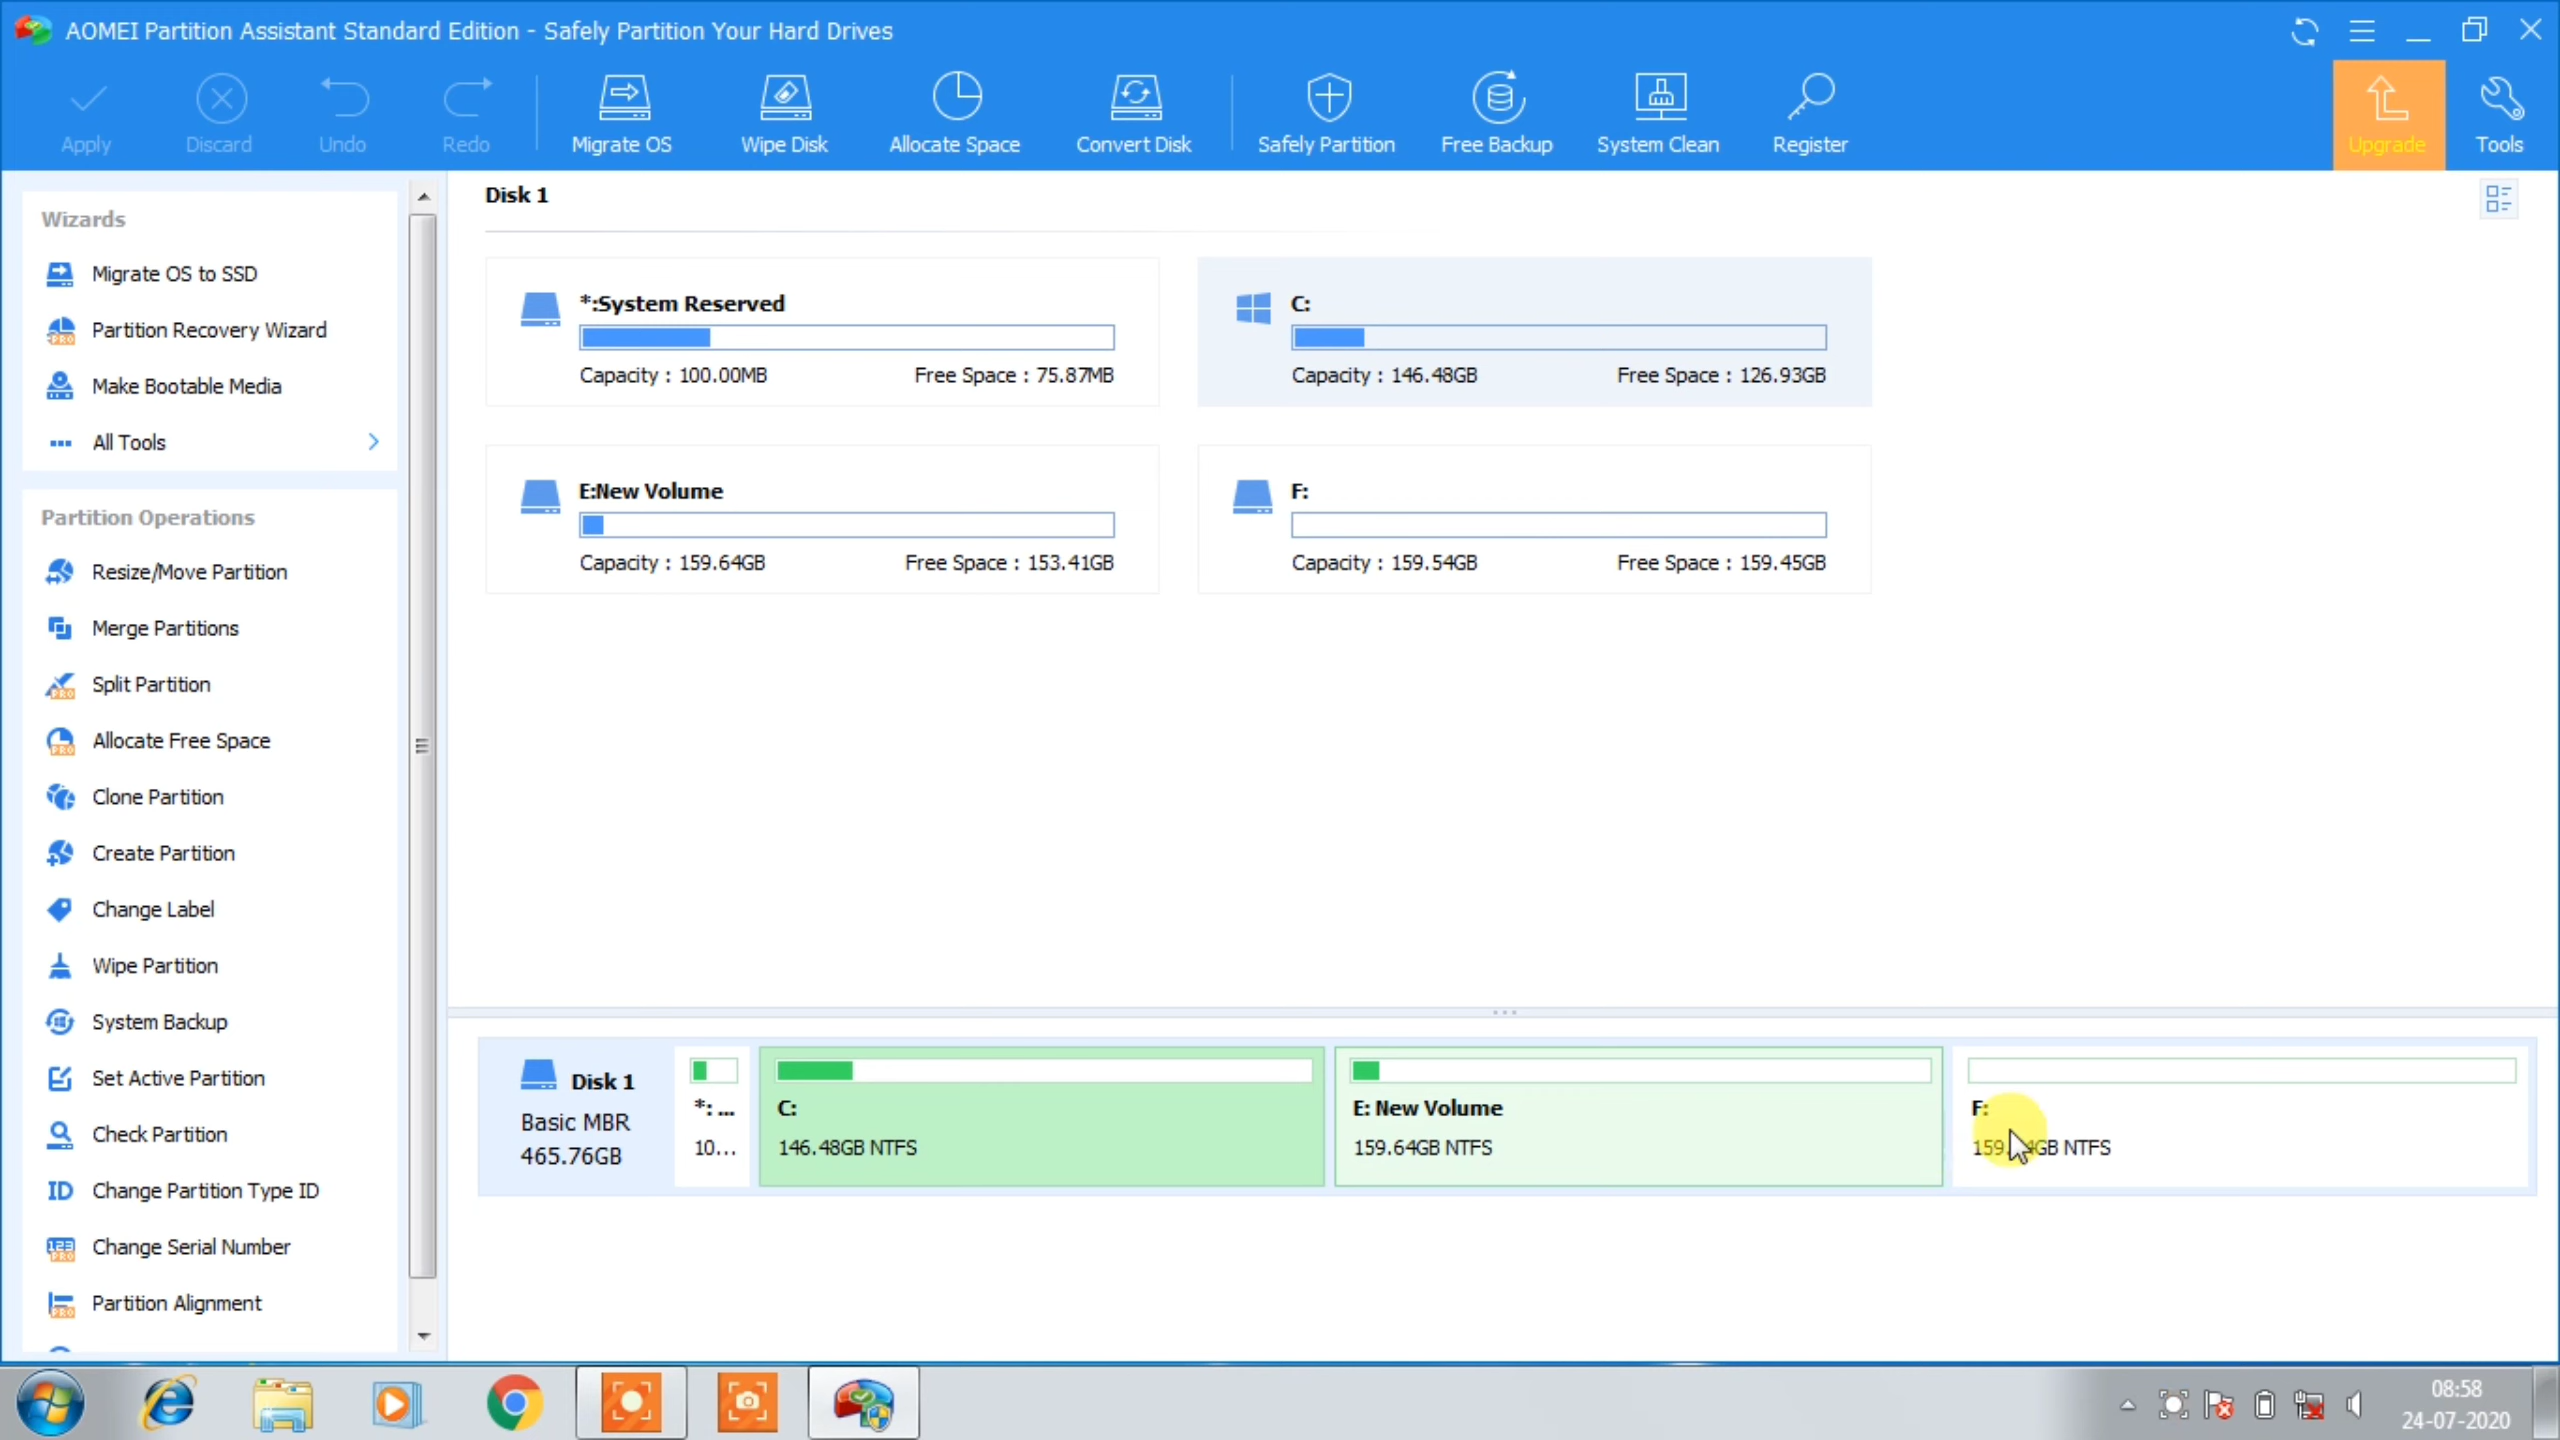 AOMEI Partition Assistant Standard Edition - Safely Partition Your Hard Drives
Apply
Discard
Undo
Redo
Migrate OS
Wipe Disk
Allocate Space
Convert Disk
Safely Partition
Free Backup
System Clean
Register
Upgrade
Tools
Wizards
Migrate OS to SSD
Partition Recovery Wizard
Make Bootable Media
All Tools
Partition Operations
Resize/Move Partition
Merge Partitions
Split Partition
Allocate Free Space
Clone Partition
Create Partition
Change Label
Wipe Partition
System Backup
Set Active Partition
Check Partition
Change Partition Type ID
Change Serial Number
Partition Alignment
Disk 1
*:System Reserved
Capacity : 100.00MB Free Space : 75.87MB
C:
Capacity : 146.48GB Free Space : 126.93GB
E:New Volume
Capacity : 159.64GB Free Space : 153.41GB
F:
Capacity : 159.54GB Free Space : 159.45GB
Disk 1
Basic MBR
465.76GB
*: ...
10...
C:
146.48GB NTFS
E: New Volume
159.64GB NTFS
F:
NTFS
08:58
24-07-2020